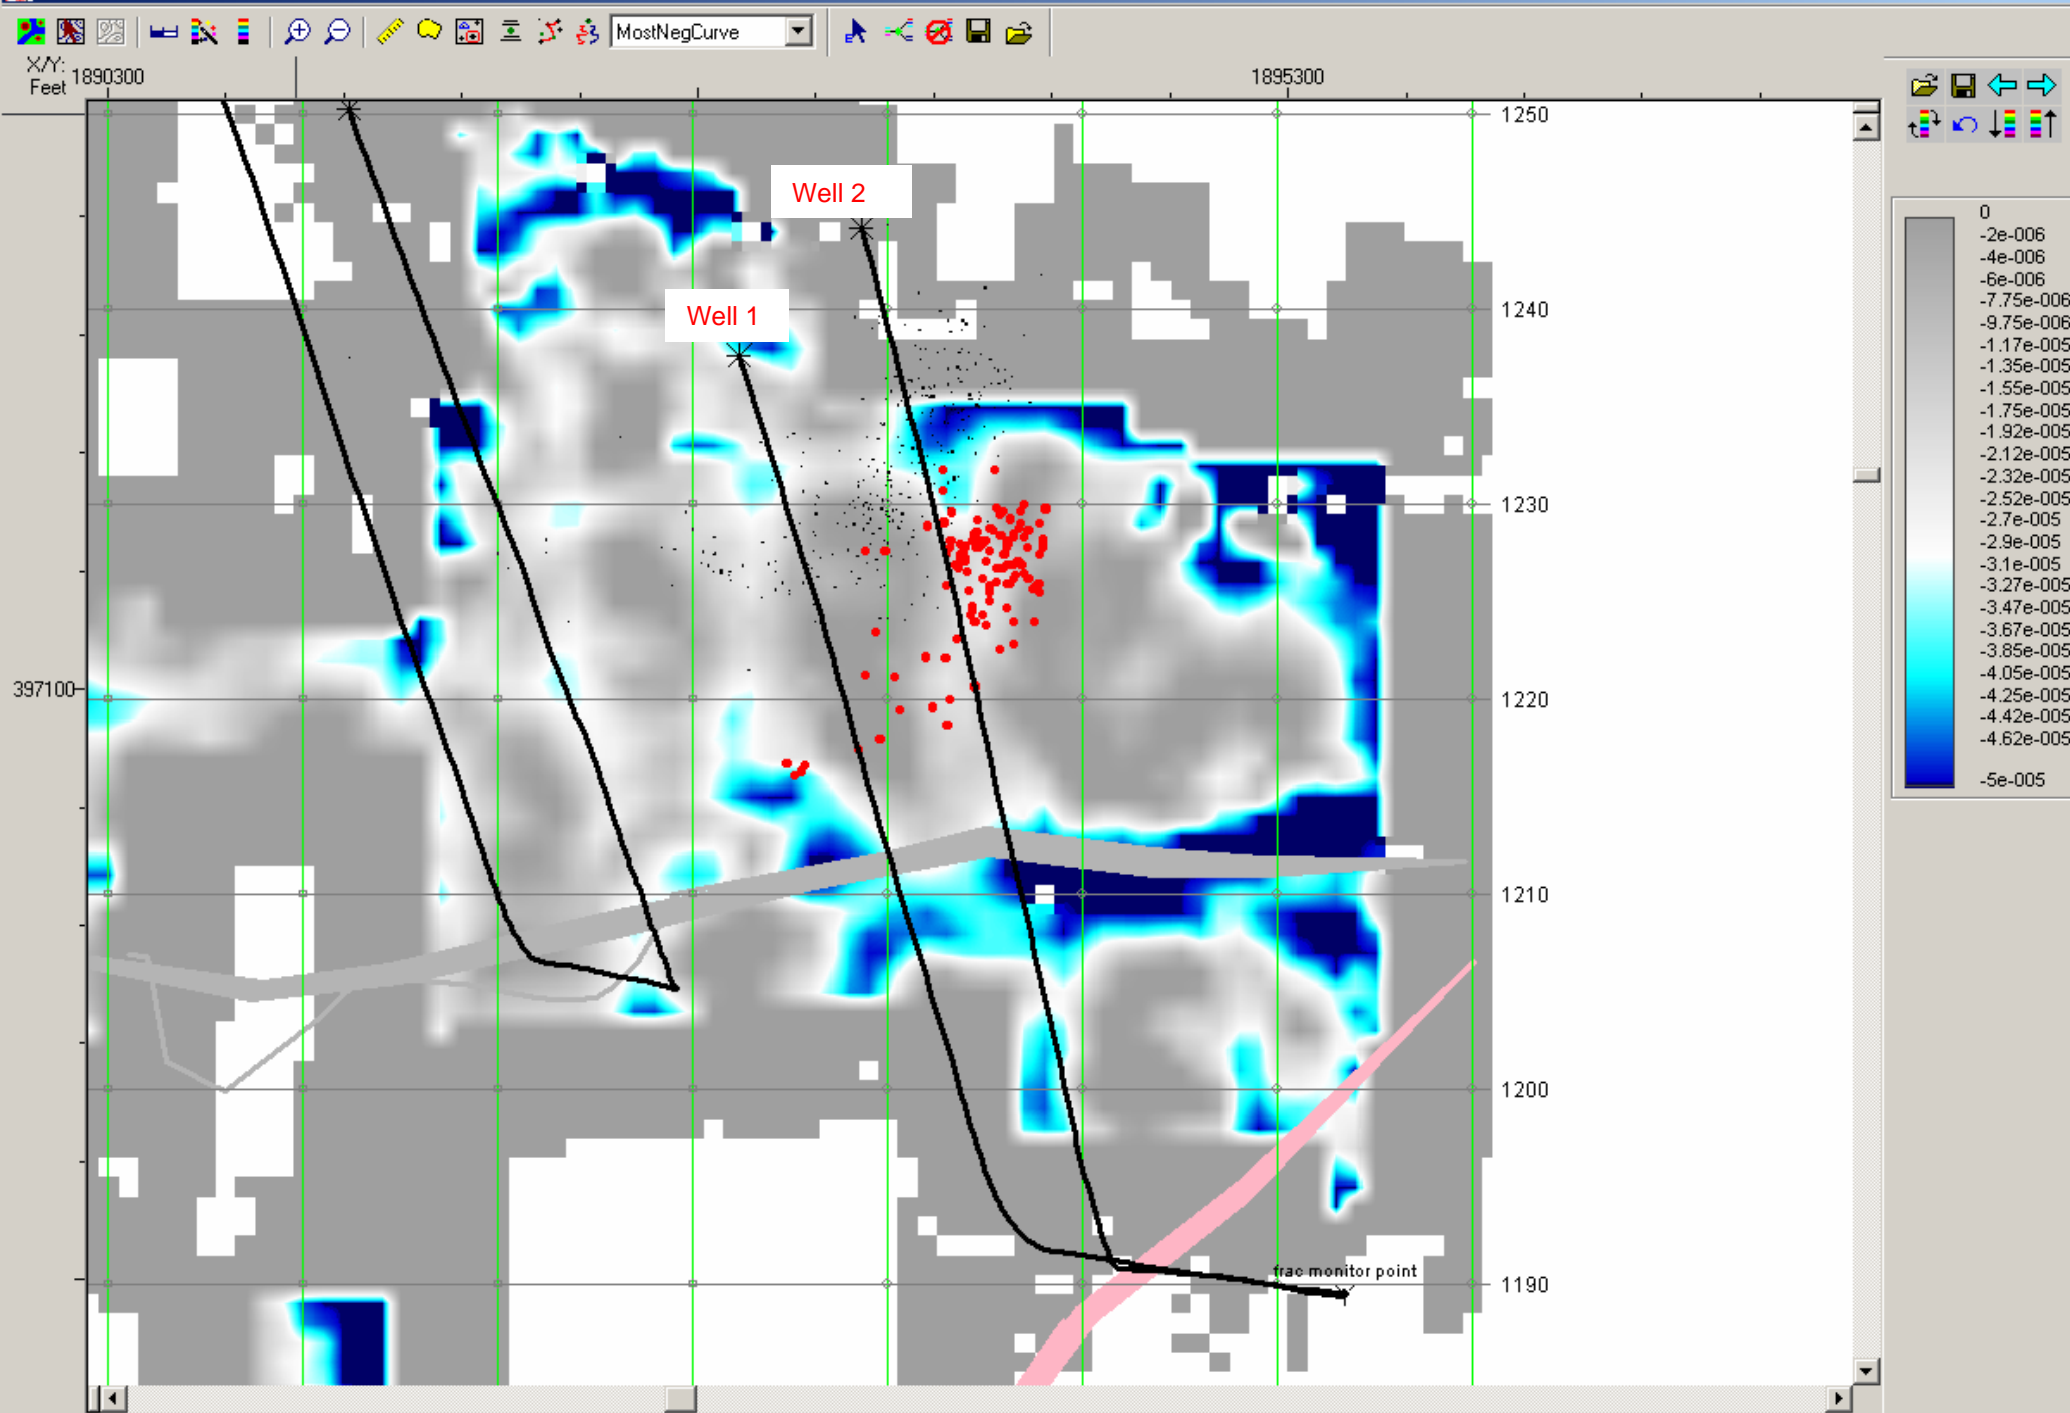 MostNegCurve
X/Y:
Feet
1890300
1895300
1250
Well 2
1240
Well 1
1230
397100
1220
1210
1200
frac monitor point
1190
0
-2e-006
-4e-006
-6e-006
-7.75e-006
-9.75e-006
-1.17e-005
-1.35e-005
-1.55e-005
-1.75e-005
-1.92e-005
-2.12e-005
-2.32e-005
-2.52e-005
-2.7e-005
-2.9e-005
-3.1e-005
-3.27e-005
-3.47e-005
-3.67e-005
-3.85e-005
-4.05e-005
-4.25e-005
-4.42e-005
-4.62e-005
-5e-005